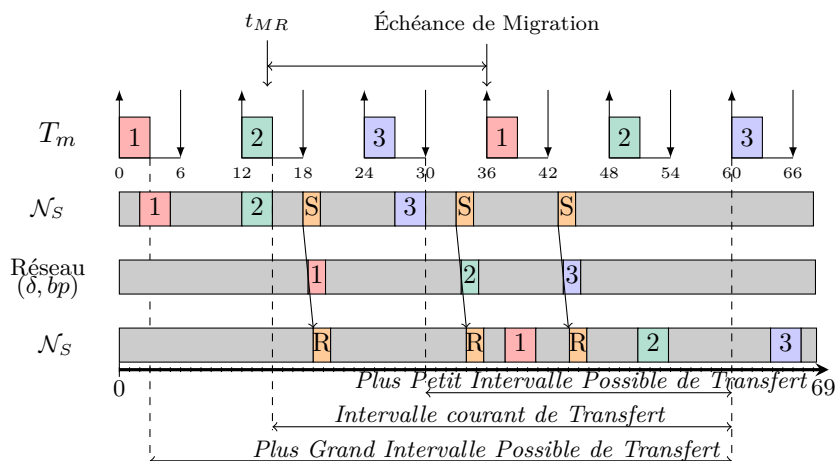 t_{MR} Échéance de Migration
T_m 1 2 3 1 2 3
0 6 12 18 24 30 36 42 48 54 60 66
𝒩_S 1 2 S 3 S S
Réseau
(δ, bp) 1 2 3
𝒩_S R R 1 R 2 3
0 69
Plus Petit Intervalle Possible de Transfert
Intervalle courant de Transfert
Plus Grand Intervalle Possible de Transfert